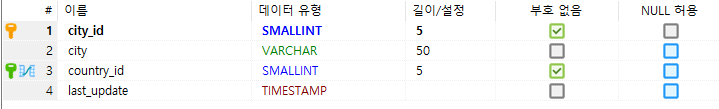 # 이름 데이터 유형 길이/설정 부호 없음 NULL 허용
1 city_id SMALLINT 5
2 city VARCHAR 50
3 country_id SMALLINT 5
4 last_update TIMESTAMP